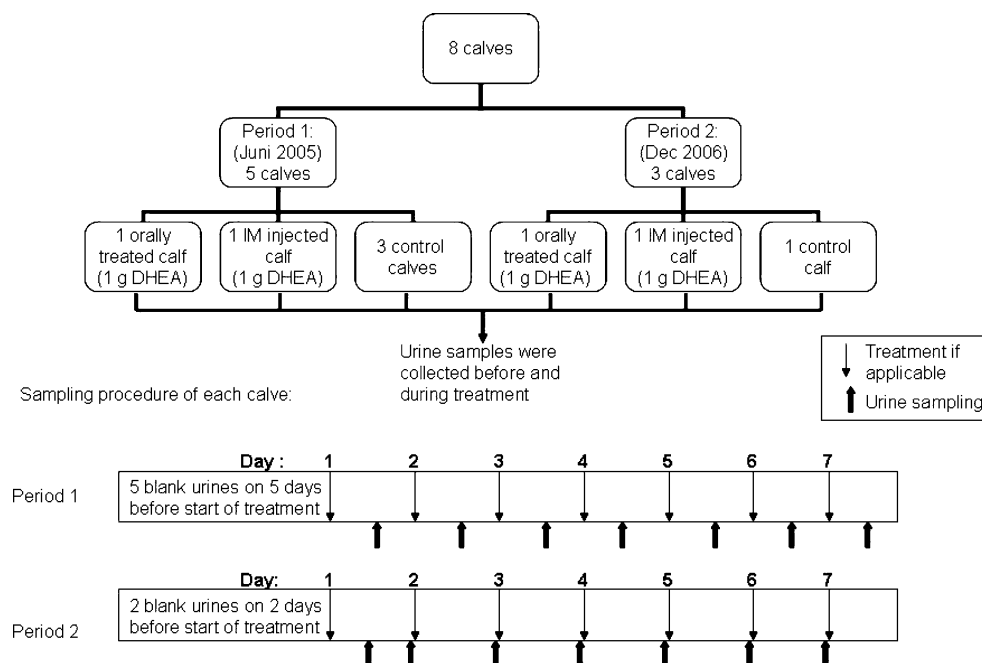 8 calves
Period 1:
(Juni 2005)
5 calves
Period 2:
(Dec 2006)
3 calves
1 orally
treated calf
(1 g DHEA)
1 IM injected
calf
(1 g DHEA)
3 control
calves
1 orally
treated calf
(1 g DHEA)
1 IM injected
calf
(1 g DHEA)
1 control
calf
Urine samples were
collected before and
during treatment
Treatment if
applicable
Urine sampling
Sampling procedure of each calve:
Day : 1 2 3 4 5 6 7
Period 1
5 blank urines on 5 days
before start of treatment
Day: 1 2 3 4 5 6 7
Period 2
2 blank urines on 2 days
before start of treatment